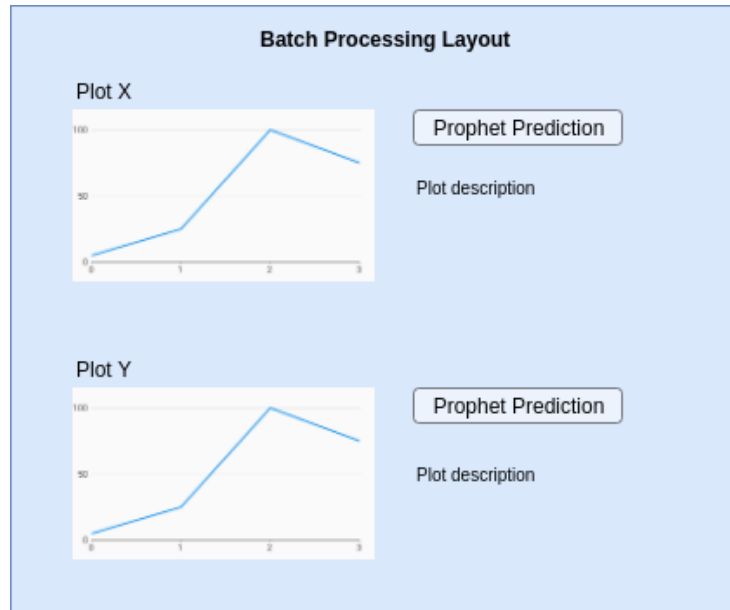 Batch Processing Layout
Plot X
Prophet Prediction
Plot description
100
50
0
0 1 2 3
Plot Y
Prophet Prediction
Plot description
100
50
0
0 1 2 3